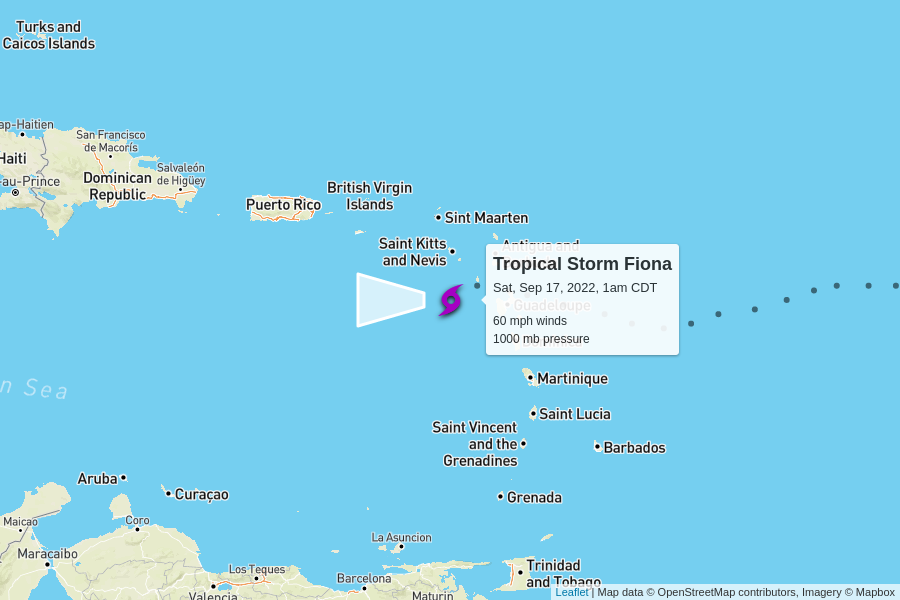 Turks and
Caicos Islands
ap-Haitien
Haiti
-au-Prince
San Francisco
de Macorís
Dominican
Republic
Salvaleón
de Higüey
Puerto Rico
British Virgin
Islands
Sint Maarten
Saint Kitts
and Nevis
Antigua and
Tropical Storm Fiona
Sat, Sep 17, 2022, 1am CDT
Guadeloupe
60 mph winds
1000 mb pressure
n Sea
Martinique
Saint Lucia
Saint Vincent
and the
Grenadines
Barbados
Aruba
Curaçao
Grenada
Maicao
Coro
La Asuncion
Maracaibo
Los Teques
Barcelona
Valencia
Maturin
Trinidad
and Tobago
Leaflet | Map data © OpenStreetMap contributors, Imagery © Mapbox